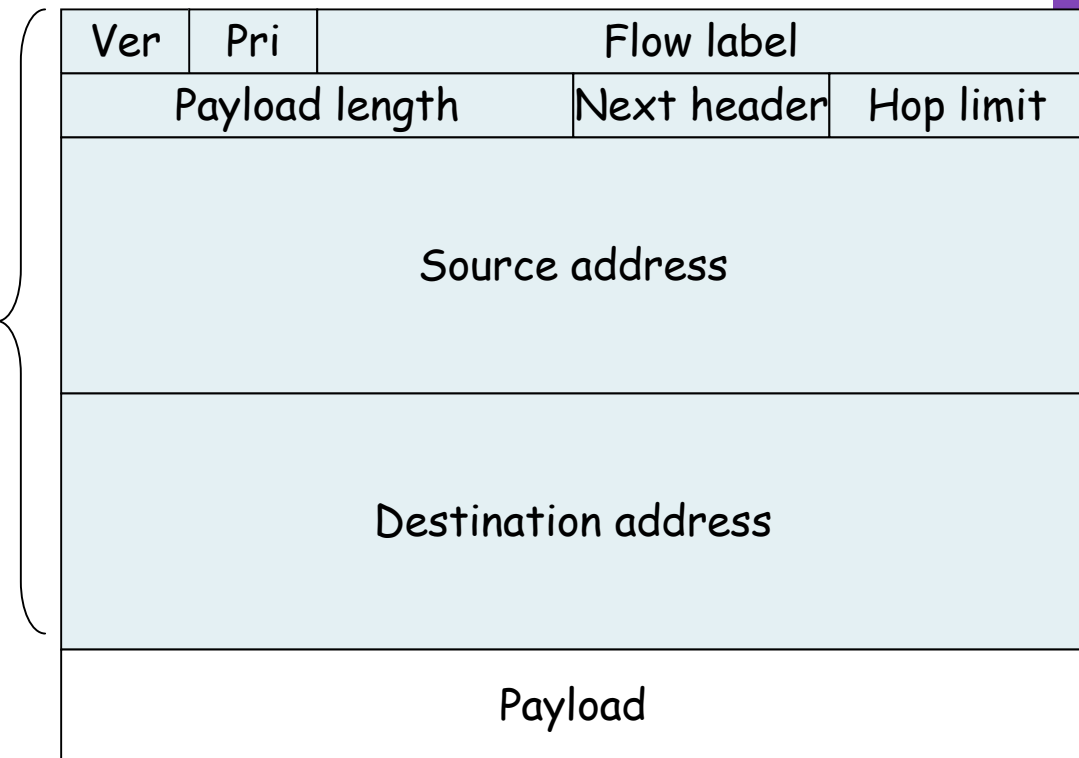 Ver Pri Flow label
Payload length Next header Hop limit
Source address
Destination address
Payload